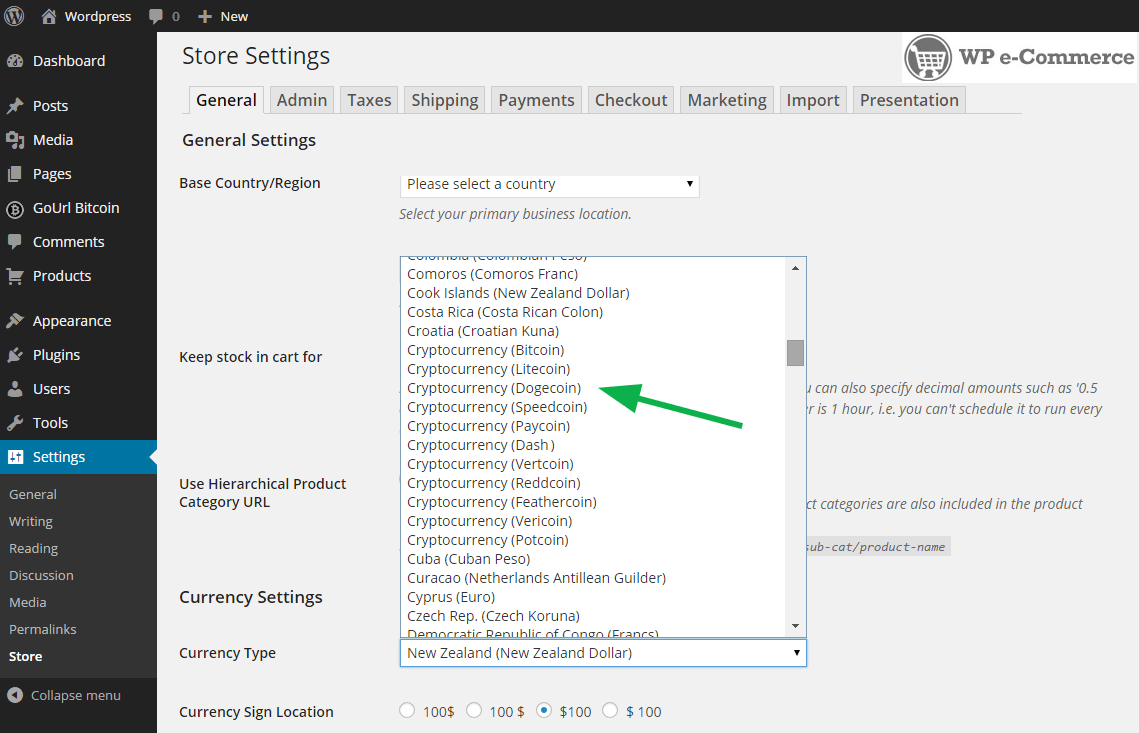 Wordpress 0 New
Dashboard
Posts
Media
Pages
GoUrl Bitcoin
Comments
Products
Appearance
Plugins
Users
Tools
Settings
General
Writing
Reading
Discussion
Media
Permalinks
Store
Collapse menu
Store Settings
WP e-Commerce
General Admin Taxes Shipping Payments Checkout Marketing Import Presentation
General Settings
Base Country/Region
Please select a country
Select your primary business location.
Colombia (Colombian Peso)
Comoros (Comoros Franc)
Cook Islands (New Zealand Dollar)
Costa Rica (Costa Rican Colon)
Croatia (Croatian Kuna)
Cryptocurrency (Bitcoin)
Cryptocurrency (Litecoin)
Cryptocurrency (Dogecoin)
Cryptocurrency (Speedcoin)
Cryptocurrency (Paycoin)
Cryptocurrency (Dash )
Cryptocurrency (Vertcoin)
Cryptocurrency (Reddcoin)
Cryptocurrency (Feathercoin)
Cryptocurrency (Vericoin)
Cryptocurrency (Potcoin)
Cuba (Cuban Peso)
Curacao (Netherlands Antillean Guilder)
Cyprus (Euro)
Czech Rep. (Czech Koruna)
Democratic Republic of Congo (Francs)
Keep stock in cart for
can also specify decimal amounts such as '0.5
is 1 hour, i.e. you can't schedule it to run every
Use Hierarchical Product
Category URL
categories are also included in the product
sub-cat/product-name
Currency Settings
Currency Type
New Zealand (New Zealand Dollar)
Currency Sign Location
100$ 100 $ $100 $ 100